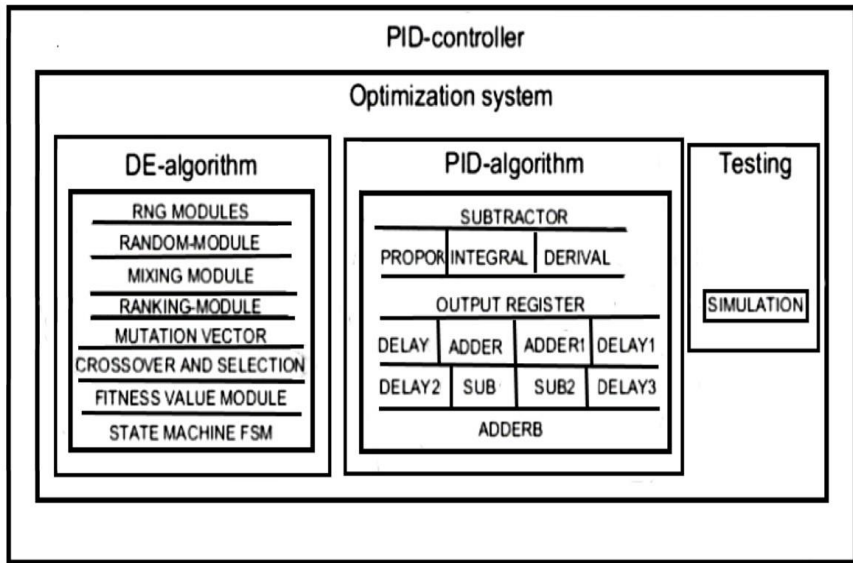 PID-controller
Optimization system
DE-algorithm
RNG MODULES
RANDOM-MODULE
MIXING MODULE
RANKING-MODULE
MUTATION VECTOR
CROSSOVER AND SELECTION
FITNESS VALUE MODULE
STATE MACHINE FSM
PID-algorithm
SUBTRACTOR
PROPOR INTEGRAL DERIVAL
OUTPUT REGISTER
DELAY ADDER ADDER1 DELAY1
DELAY2 SUB SUB2 DELAY3
ADDERB
Testing
SIMULATION